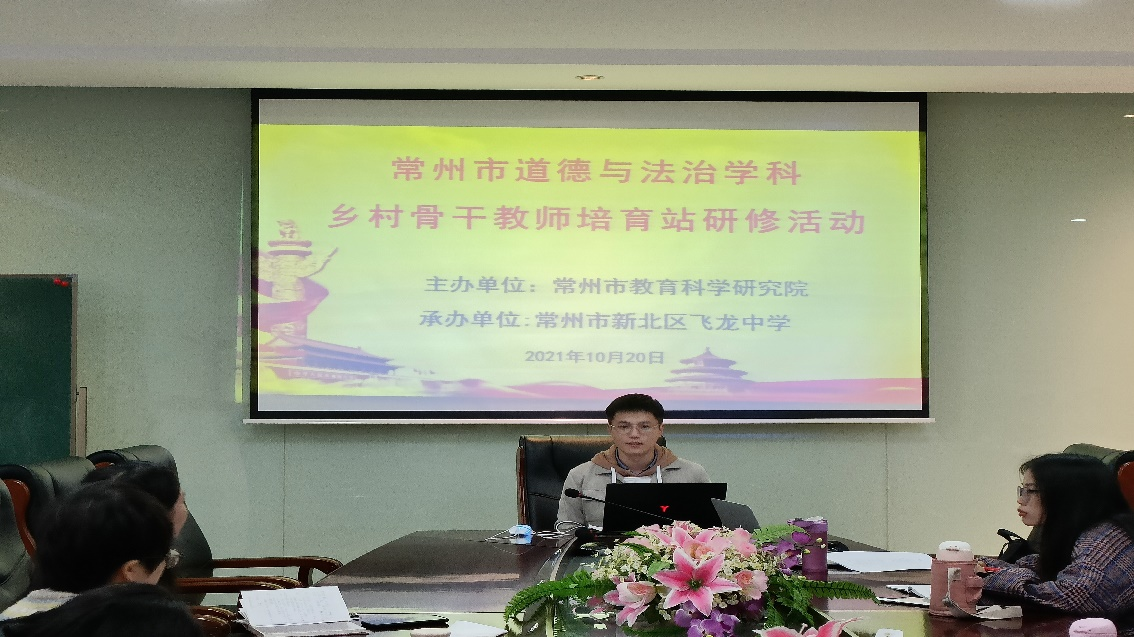 常州市道德与法治学科
乡村骨干教师培育站研修活动
主办单位：常州市教育科学研究院
承办单位:常州市新北区飞龙中学
2021年10月20日